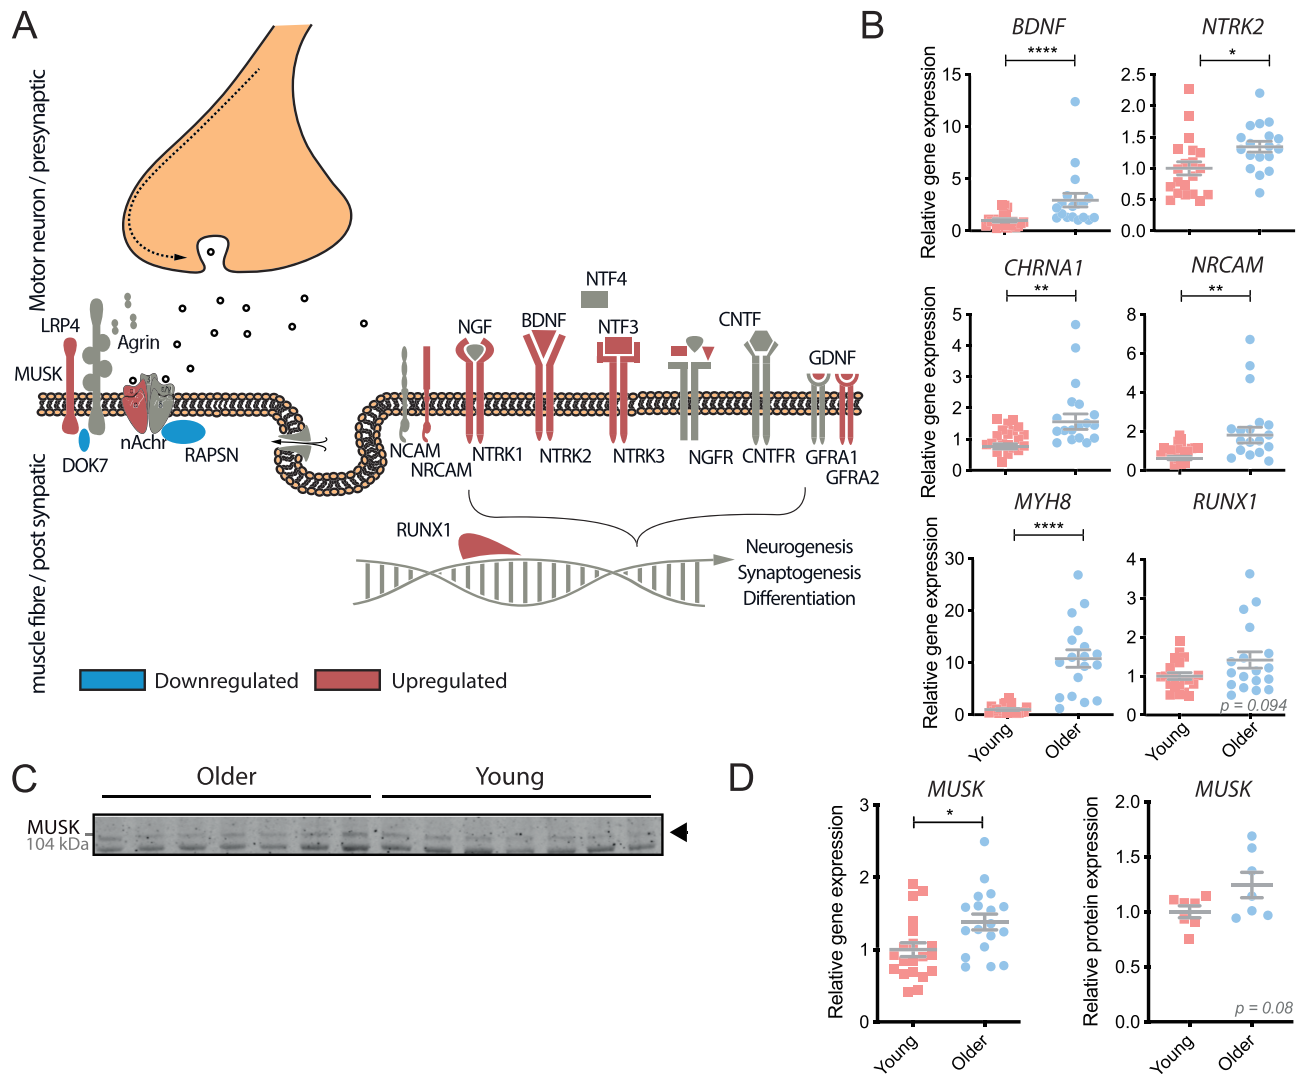 A
Motor neuron / presynaptic
muscle fibre / post synpatic
LRP4
MUSK
Agrin
DOK7
nAchr
RAPSN
NCAM
NRCAM
NGF
NTRK1
BDNF
NTRK2
NTF4
NTF3
NTRK3
NGFR
CNTF
CNTFR
GDNF
GFRA1
GFRA2
RUNX1
Neurogenesis
Synaptogenesis
Differentiation
Downregulated
Upregulated
B
BDNF
****
Relative gene expression
15
10
5
0
NTRK2
*
2.5
2.0
1.5
1.0
0.5
0.0
CHRNA1
**
Relative gene expression
5
4
3
2
1
0
NRCAM
**
8
6
4
2
0
MYH8
****
Relative gene expression
30
20
10
0
Young
Older
RUNX1
4
3
2
1
0
p = 0.094
Young
Older
C
Older
Young
MUSK
104 kDa
D
MUSK
*
Relative gene expression
3
2
1
0
Young
Older
MUSK
Relative protein expression
2.0
1.5
1.0
0.5
0.0
p = 0.08
Young
Older